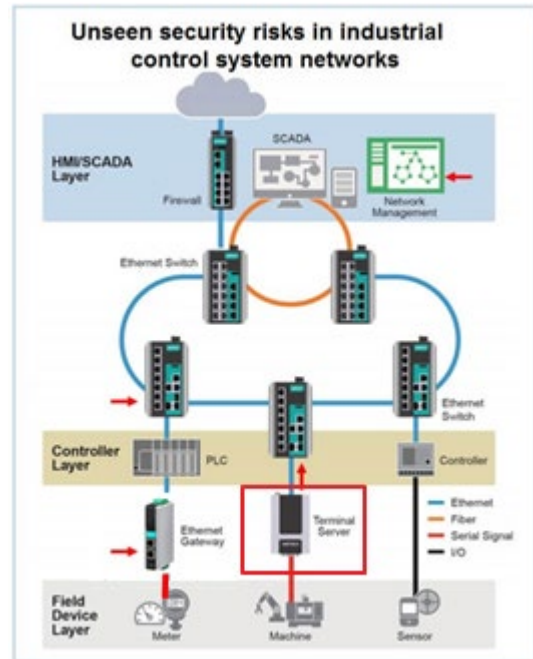 Unseen security risks in industrial
control system networks
SCADA
HMI/SCADA
Layer
Firewall
Network
Management
Ethernet Switch
Ethernet
Switch
Controller
Layer
PLC
Controller
Ethernet
Gateway
Terminal
Server
Ethernet
Fiber
Serial Signal
I/O
Field
Device
Layer
Meter
Machine
Sensor